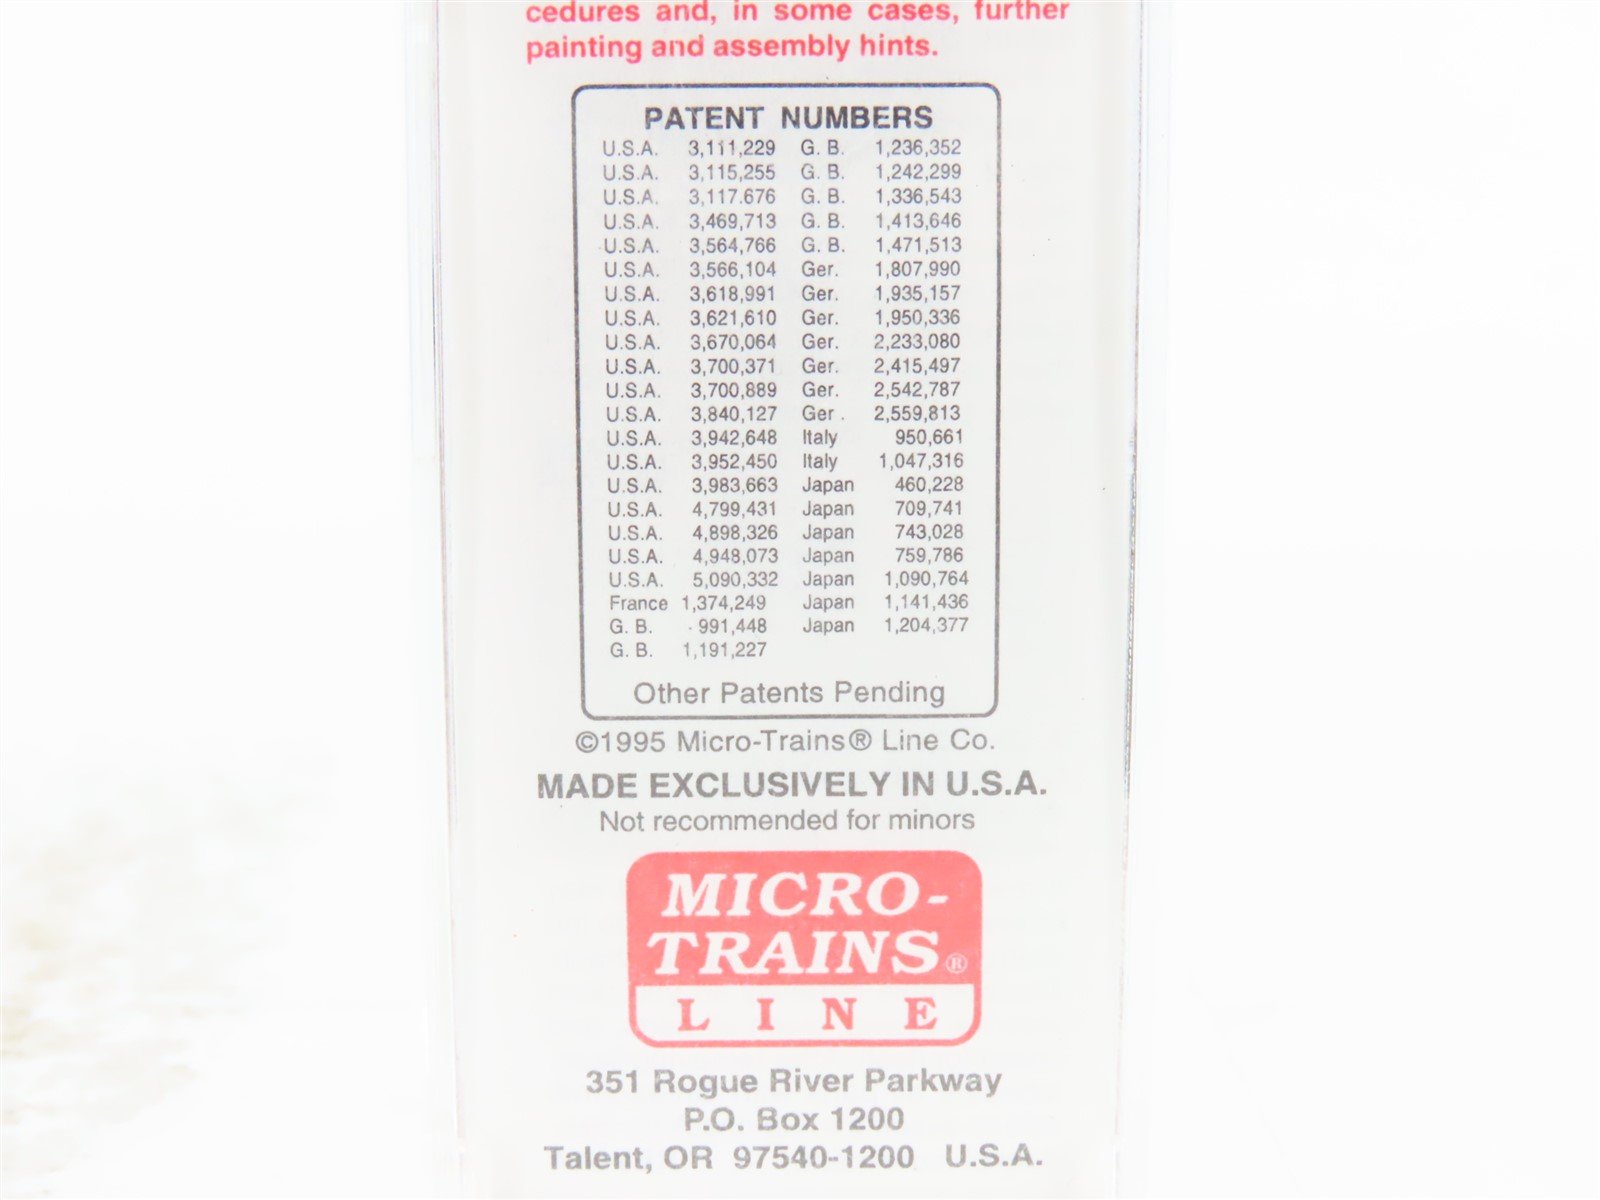 cedures and, in some cases, further
painting and assembly hints.
PATENT NUMBERS
U.S.A. 3,111,229 G. B. 1,236,352
U.S.A. 3,115,255 G. B. 1,242,299
U.S.A. 3,117.676 G. B. 1,336,543
U.S.A. 3,469,713 G. B. 1,413,646
U.S.A. 3,564,766 G. B. 1,471,513
U.S.A. 3,566,104 Ger. 1,807,990
U.S.A. 3,618,991 Ger. 1,935,157
U.S.A. 3,621,610 Ger. 1,950,336
U.S.A. 3,670,064 Ger. 2,233,080
U.S.A. 3,700,371 Ger. 2,415,497
U.S.A. 3,700,889 Ger. 2,542,787
U.S.A. 3,840,127 Ger . 2,559,813
U.S.A. 3,942,648 Italy 950,661
U.S.A. 3,952,450 Italy 1,047,316
U.S.A. 3,983,663 Japan 460,228
U.S.A. 4,799,431 Japan 709,741
U.S.A. 4,898,326 Japan 743,028
U.S.A. 4,948,073 Japan 759,786
U.S.A. 5,090,332 Japan 1,090,764
France 1,374,249 Japan 1,141,436
G. B. 991,448 Japan 1,204,377
G. B. 1,191,227
Other Patents Pending
©1995 Micro-Trains® Line Co.
MADE EXCLUSIVELY IN U.S.A.
Not recommended for minors
MICRO-
TRAINS®
LINE
351 Rogue River Parkway
P.O. Box 1200
Talent, OR 97540-1200 U.S.A.